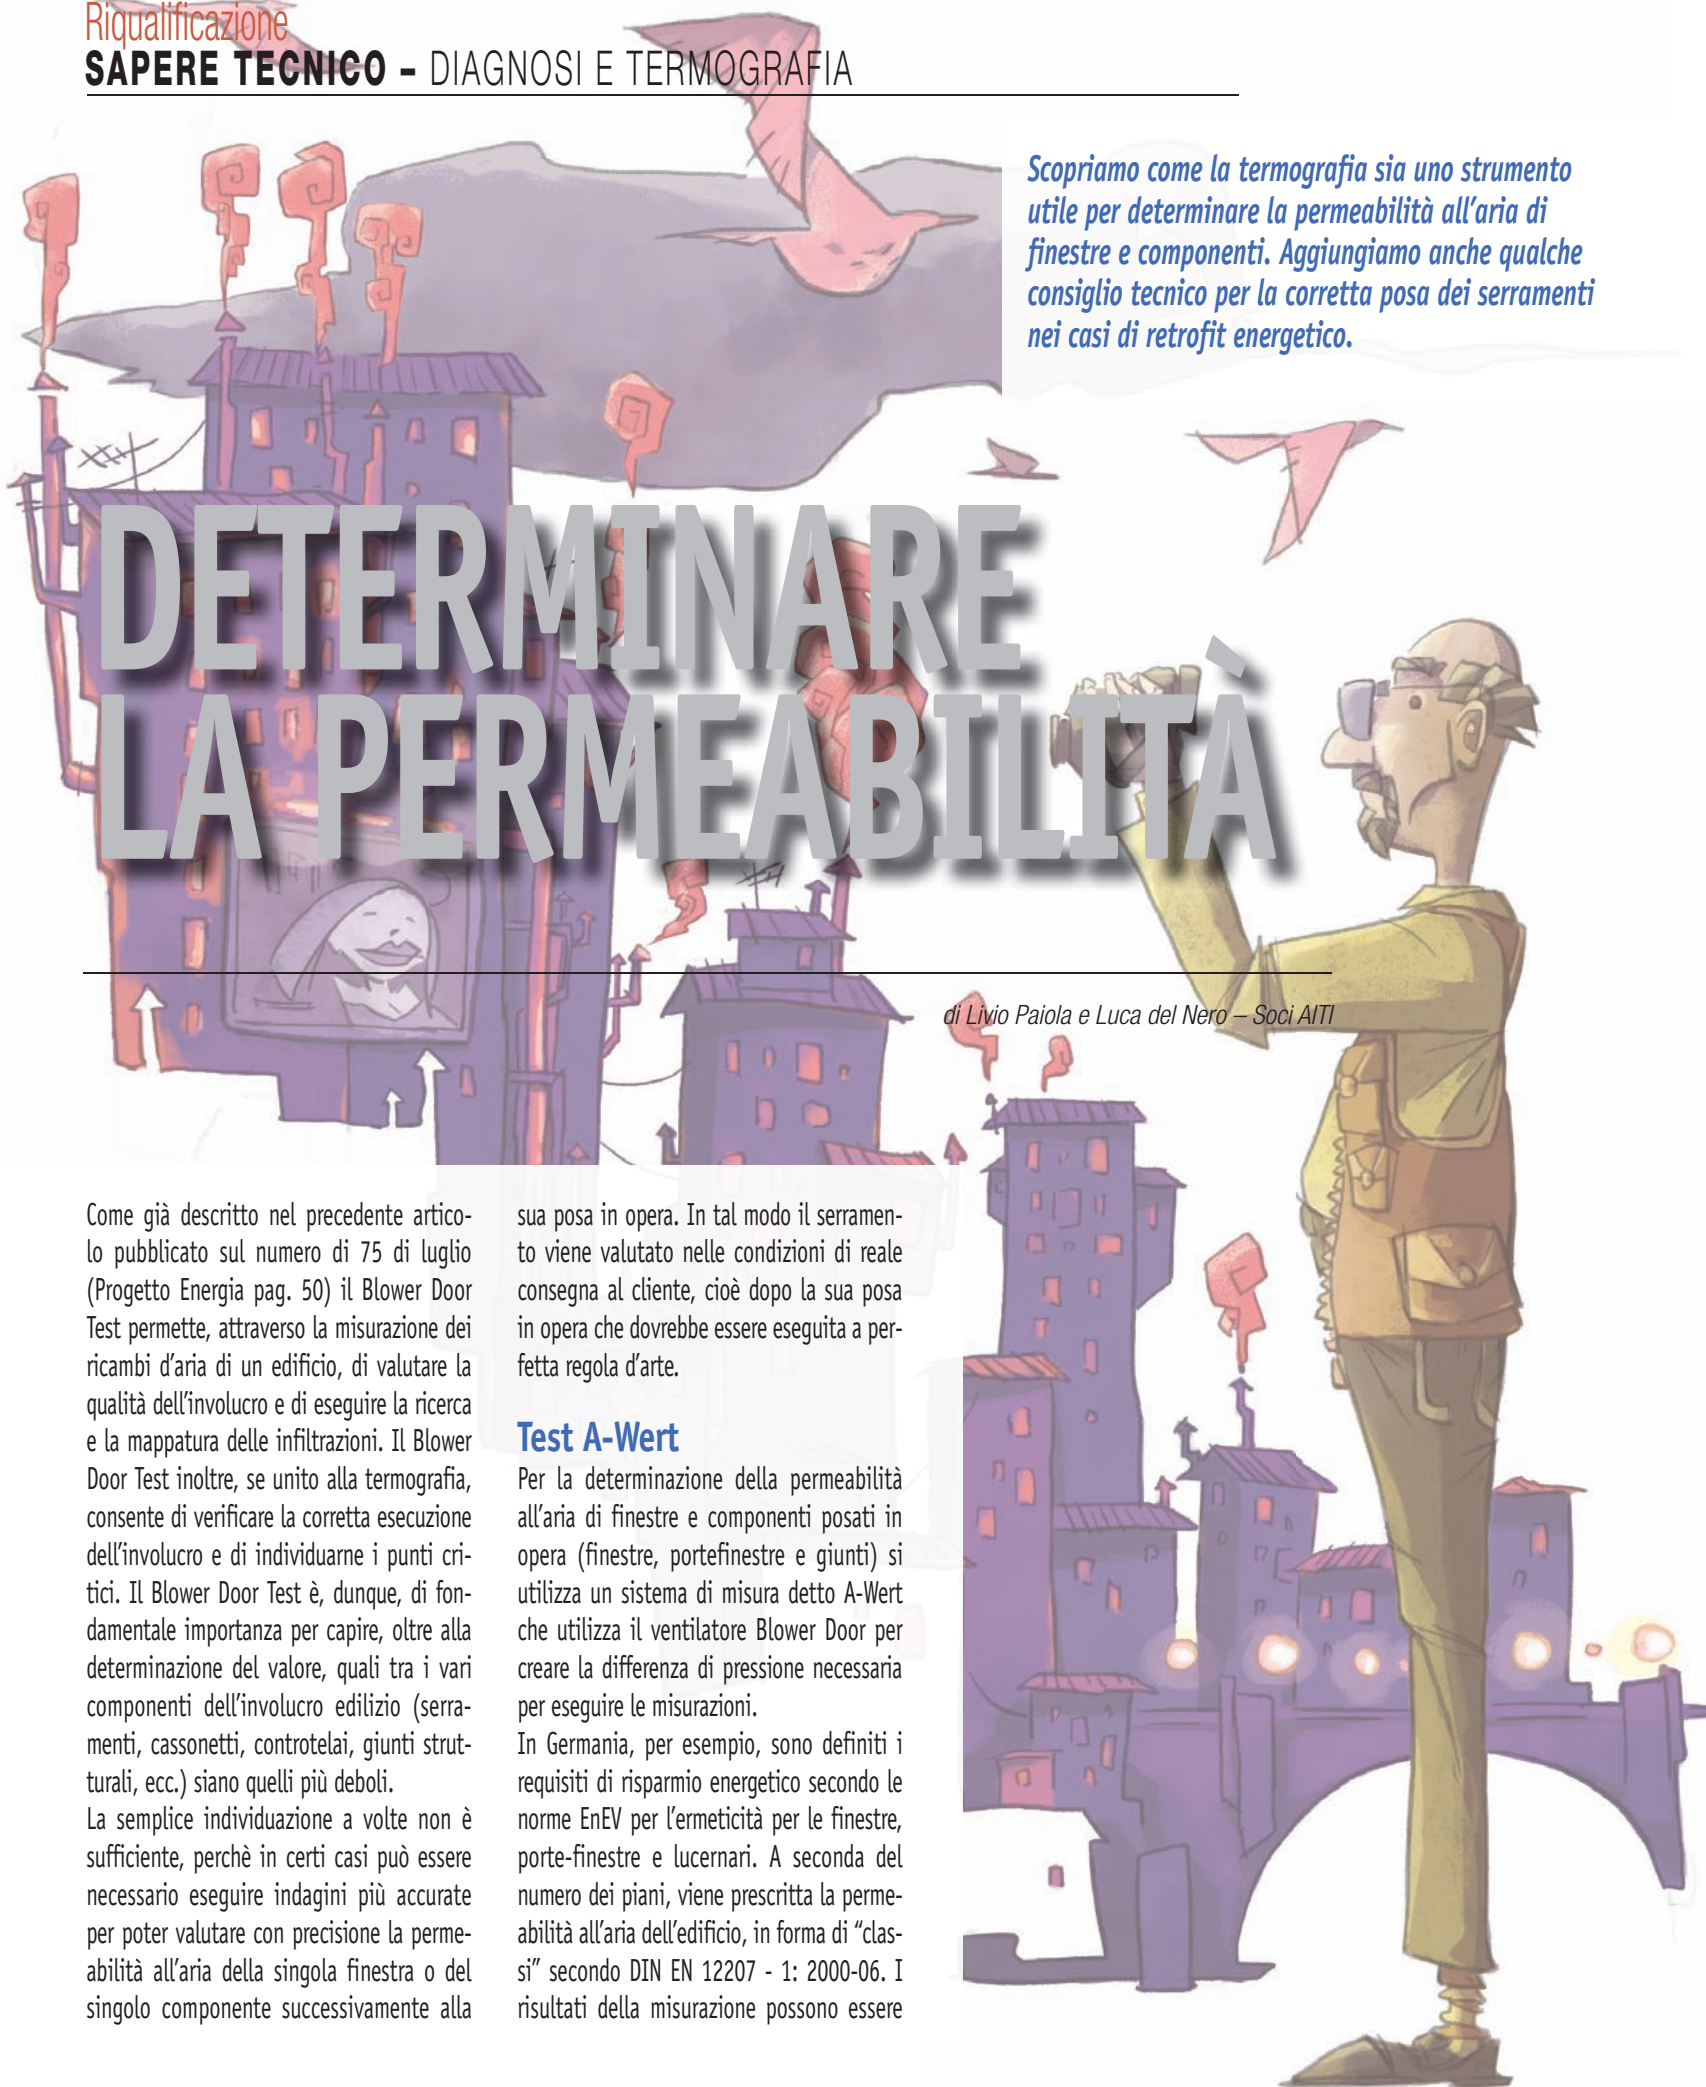 Riqualificazione
SAPERE TECNICO – DIAGNOSI E TERMOGRAFIA
Scopriamo come la termografia sia uno strumento
utile per determinare la permeabilità all’aria di
finestre e componenti. Aggiungiamo anche qualche
consiglio tecnico per la corretta posa dei serramenti
nei casi di retrofit energetico.
DETERMINARE
LA PERMEABILITÀ
di Livio Paiola e Luca del Nero – Soci AITI
Come già descritto nel precedente artico-
lo pubblicato sul numero di 75 di luglio
(Progetto Energia pag. 50) il Blower Door
Test permette, attraverso la misurazione dei
ricambi d’aria di un edificio, di valutare la
qualità dell’involucro e di eseguire la ricerca
e la mappatura delle infiltrazioni. Il Blower
Door Test inoltre, se unito alla termografia,
consente di verificare la corretta esecuzione
dell’involucro e di individuarne i punti cri-
tici. Il Blower Door Test è, dunque, di fon-
damentale importanza per capire, oltre alla
determinazione del valore, quali tra i vari
componenti dell’involucro edilizio (serra-
menti, cassonetti, controtelai, giunti strut-
turali, ecc.) siano quelli più deboli.
La semplice individuazione a volte non è
sufficiente, perchè in certi casi può essere
necessario eseguire indagini più accurate
per poter valutare con precisione la perme-
abilità all’aria della singola finestra o del
singolo componente successivamente alla
sua posa in opera. In tal modo il serramen-
to viene valutato nelle condizioni di reale
consegna al cliente, cioè dopo la sua posa
in opera che dovrebbe essere eseguita a per-
fetta regola d’arte.
Test A-Wert
Per la determinazione della permeabilità
all’aria di finestre e componenti posati in
opera (finestre, portefinestre e giunti) si
utilizza un sistema di misura detto A-Wert
che utilizza il ventilatore Blower Door per
creare la differenza di pressione necessaria
per eseguire le misurazioni.
In Germania, per esempio, sono definiti i
requisiti di risparmio energetico secondo le
norme EnEV per l’ermeticità per le finestre,
porte-finestre e lucernari. A seconda del
numero dei piani, viene prescritta la perme-
abilità all’aria dell’edificio, in forma di “clas-
si” secondo DIN EN 12207 - 1: 2000-06. I
risultati della misurazione possono essere